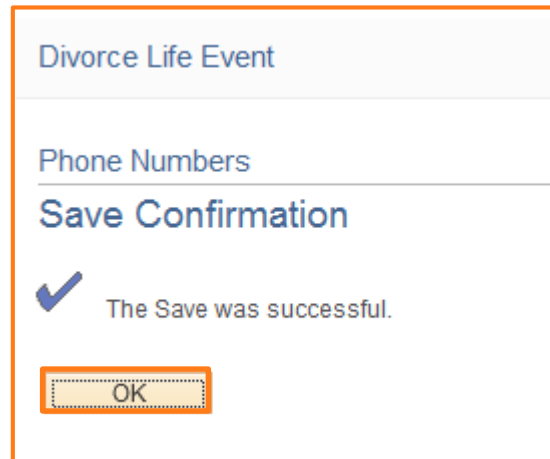 Divorce Life Event
Phone Numbers
Save Confirmation
The Save was successful.
OK